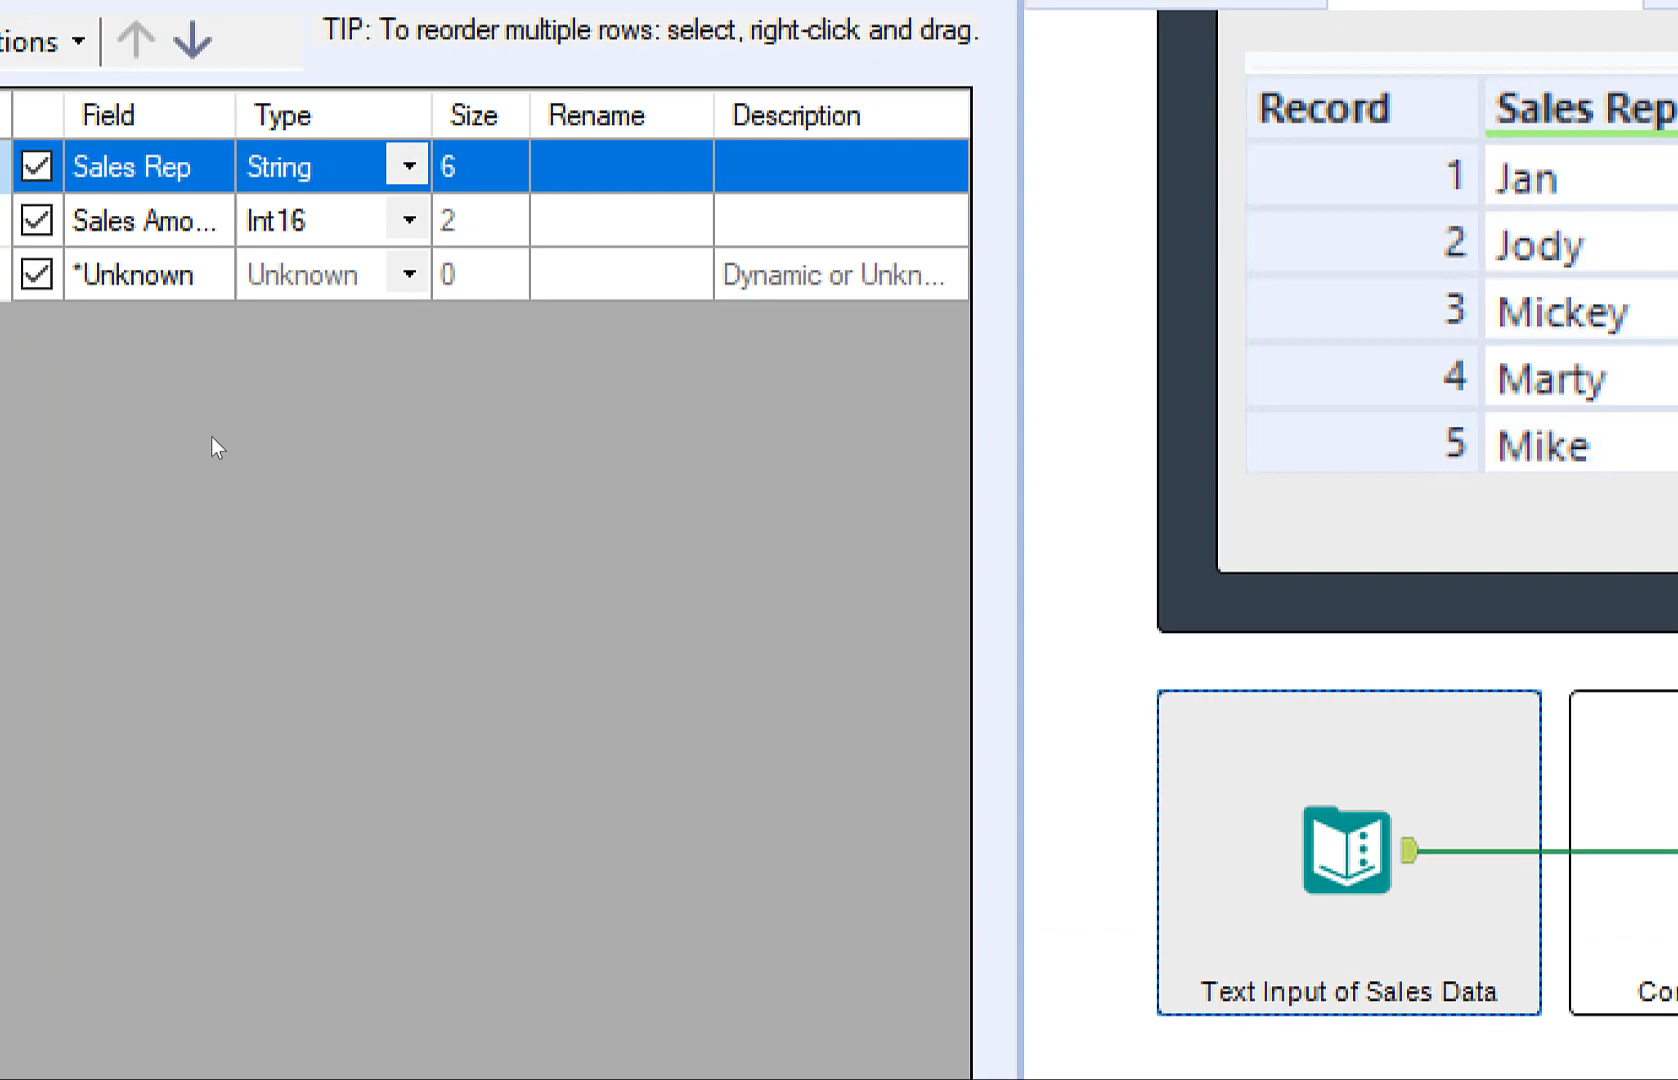 tions
TIP: To reorder multiple rows: select, right-click and drag.
Field Type Size Rename Description
Sales Rep String 6
Sales Amo... Int16 2
*Unknown Unknown 0 Dynamic or Unkn...
Record Sales Rep
1 Jan
2 Jody
3 Mickey
4 Marty
5 Mike
Text Input of Sales Data
Co